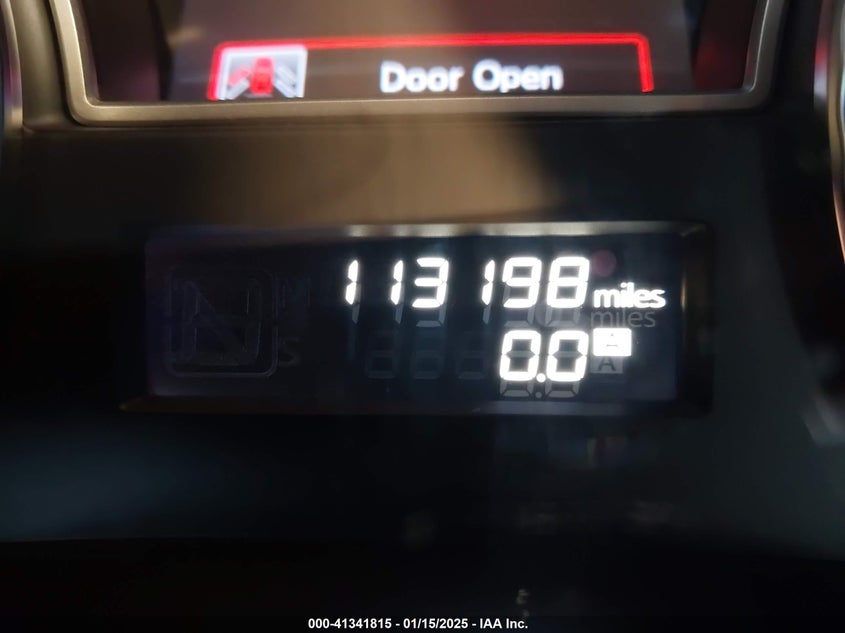 Door Open
113198 miles
0.0 A
000-41341815 - 01/15/2025 - IAA Inc.